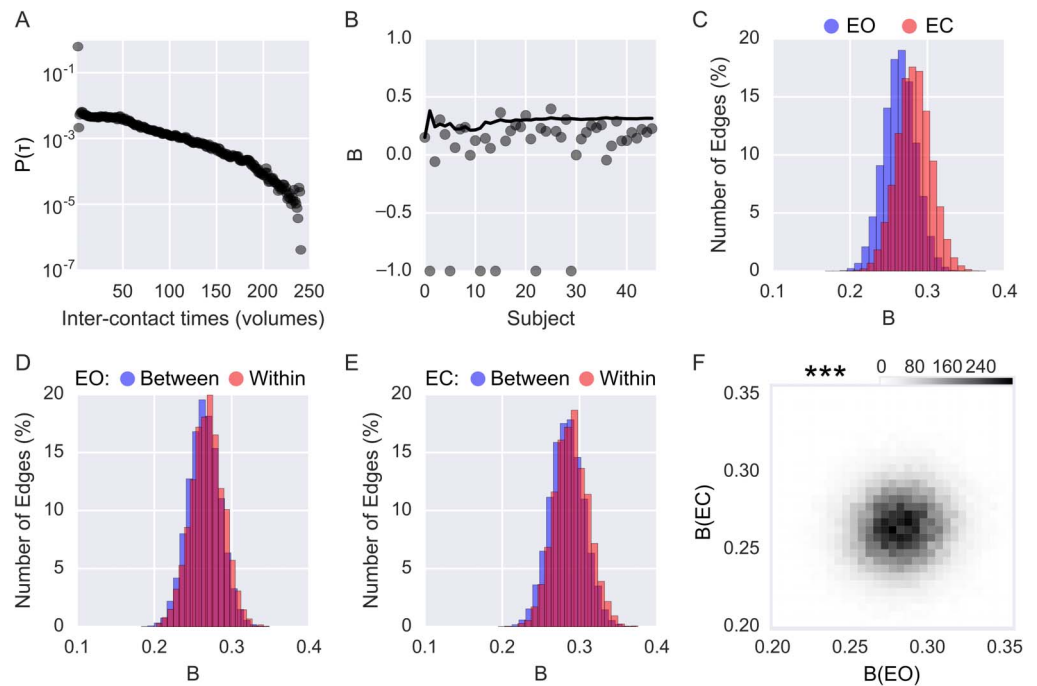 A
10⁻¹
10⁻³
10⁻⁵
10⁻⁷
P(τ)
50 100 150 200 250
Inter-contact times (volumes)
B
1.0
0.5
0.0
−0.5
−1.0
B
0 20 40
Subject
C
EO EC
20
15
10
5
0
Number of Edges (%)
0.1 0.2 0.3 0.4
B
D
EO: Between Within
20
15
10
5
0
Number of Edges (%)
0.1 0.2 0.3 0.4
B
E
EC: Between Within
20
15
10
5
0
Number of Edges (%)
0.1 0.2 0.3 0.4
B
F
*** 0 80 160 240
0.35
0.30
0.25
0.20
B(EC)
0.20 0.25 0.30 0.35
B(EO)